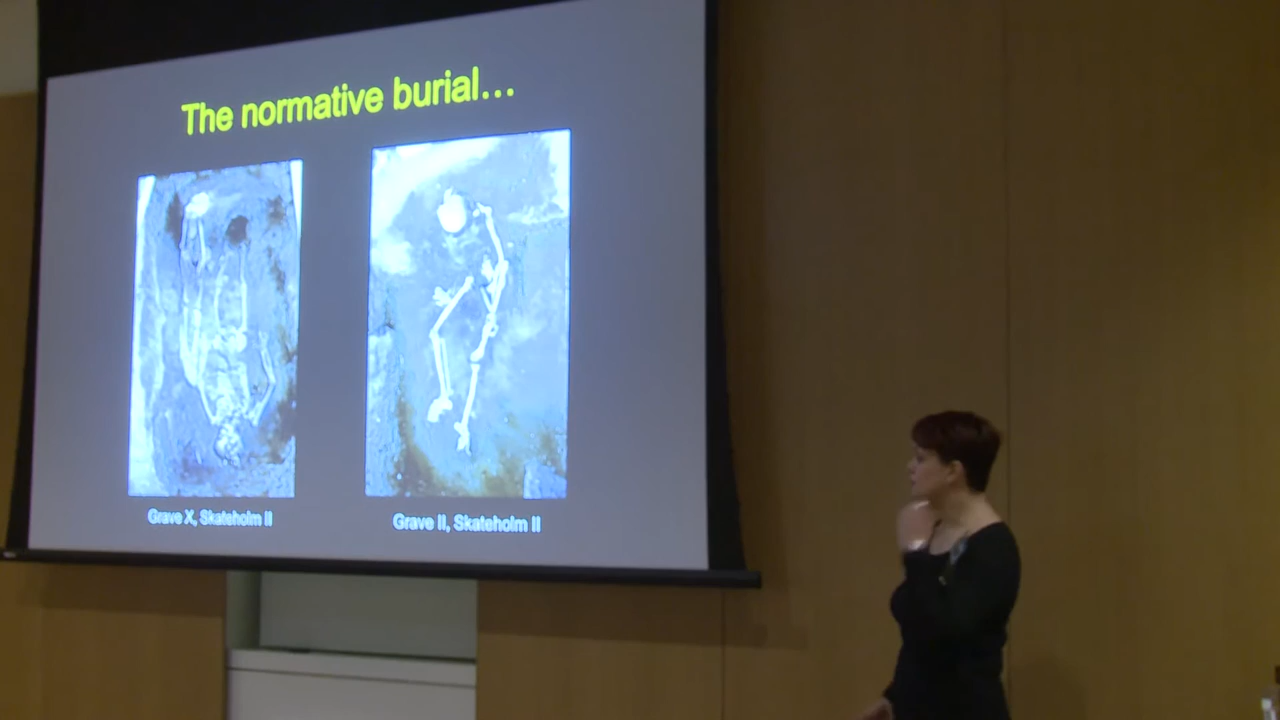 The normative burial...
Grave X, Skateholm II
Grave II, Skateholm II